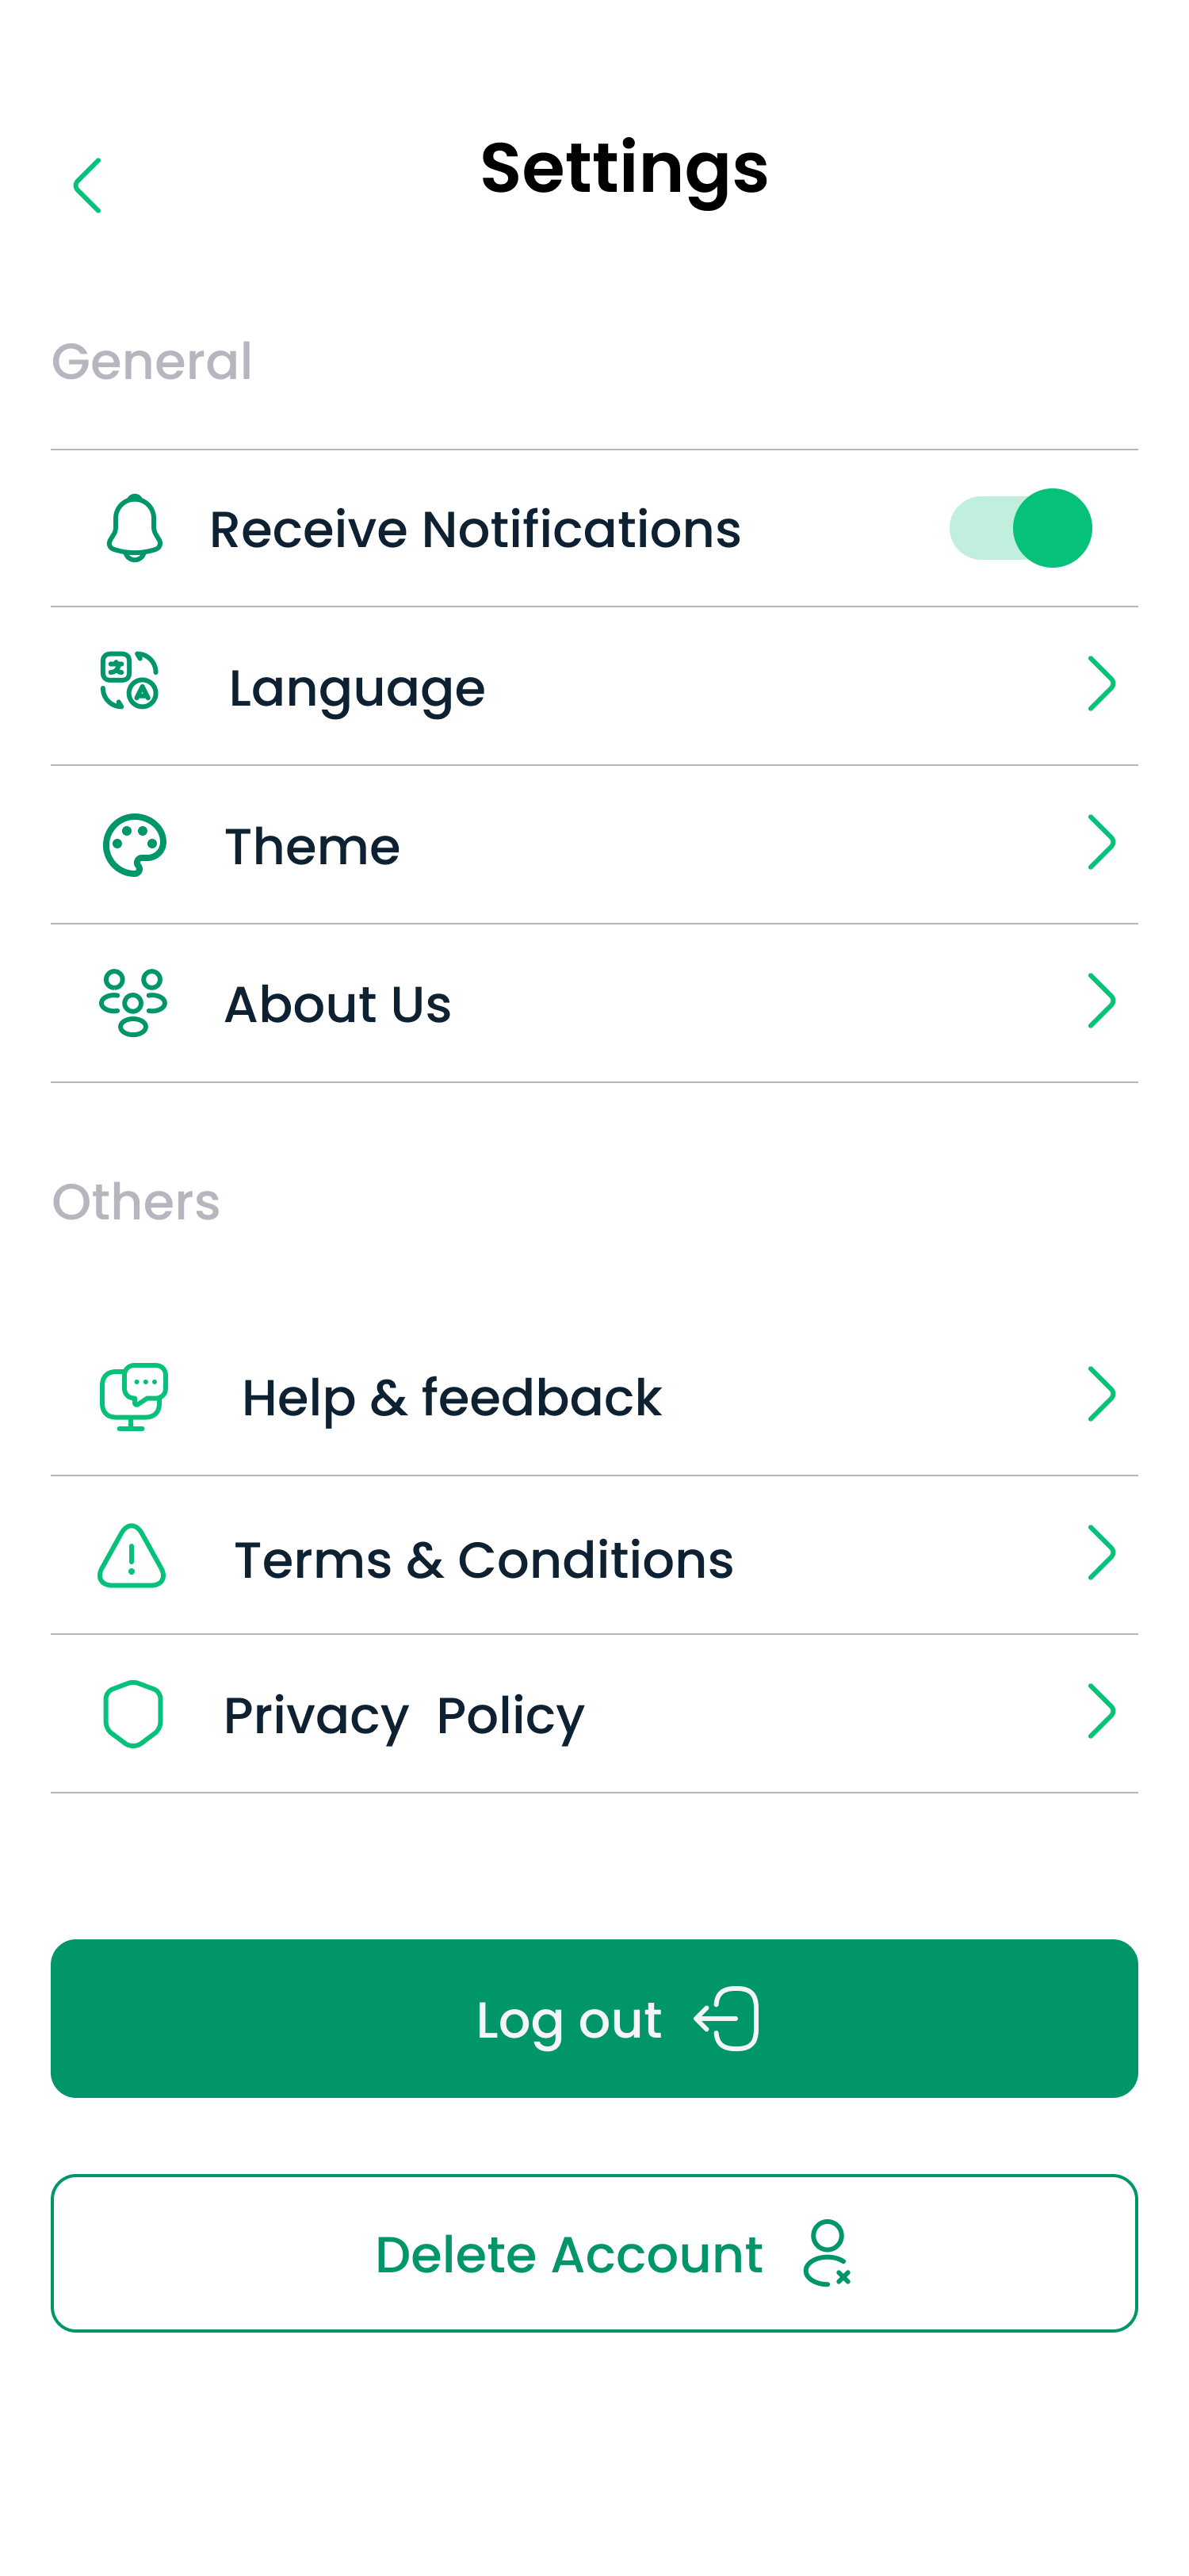 Settings
General
Receive Notifications
Language
Theme
About Us
Others
Help & feedback
Terms & Conditions
Privacy  Policy
Log out
Delete Account